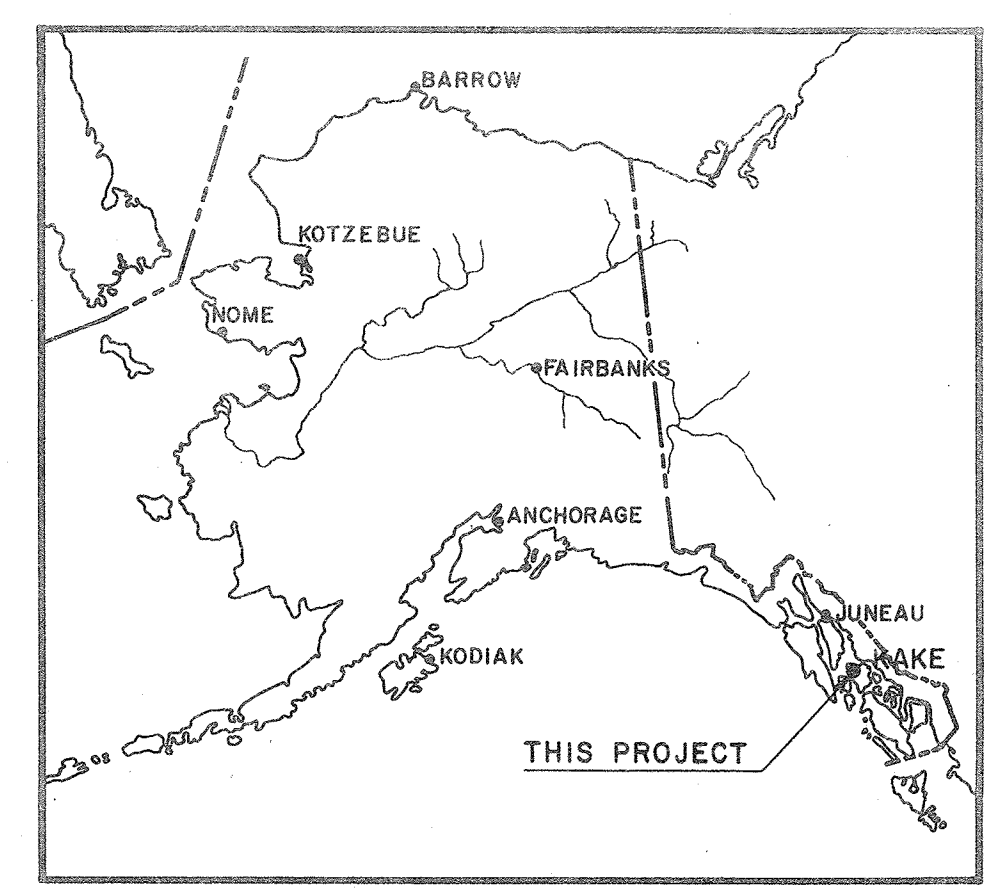 BARROW
KOTZEBUE
NOME
FAIRBANKS
ANCHORAGE
JUNEAU
KODIAK
KAKE
THIS PROJECT